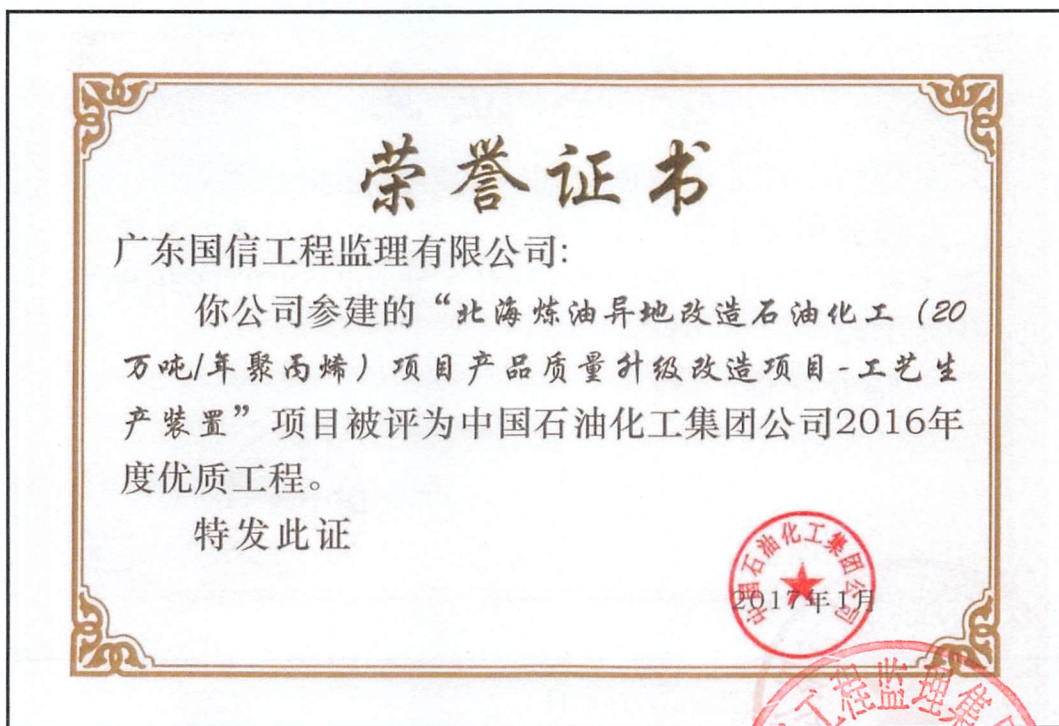 荣誉证书
广东国信工程监理有限公司:
你公司参建的“北海炼油异地改造石油化工（20
万吨/年聚丙烯）项目产品质量升级改造项目-工艺生
产装置”项目被评为中国石油化工集团公司2016年
度优质工程。
特发此证
中国石油化工集团公司
2017年1月
工程监理集